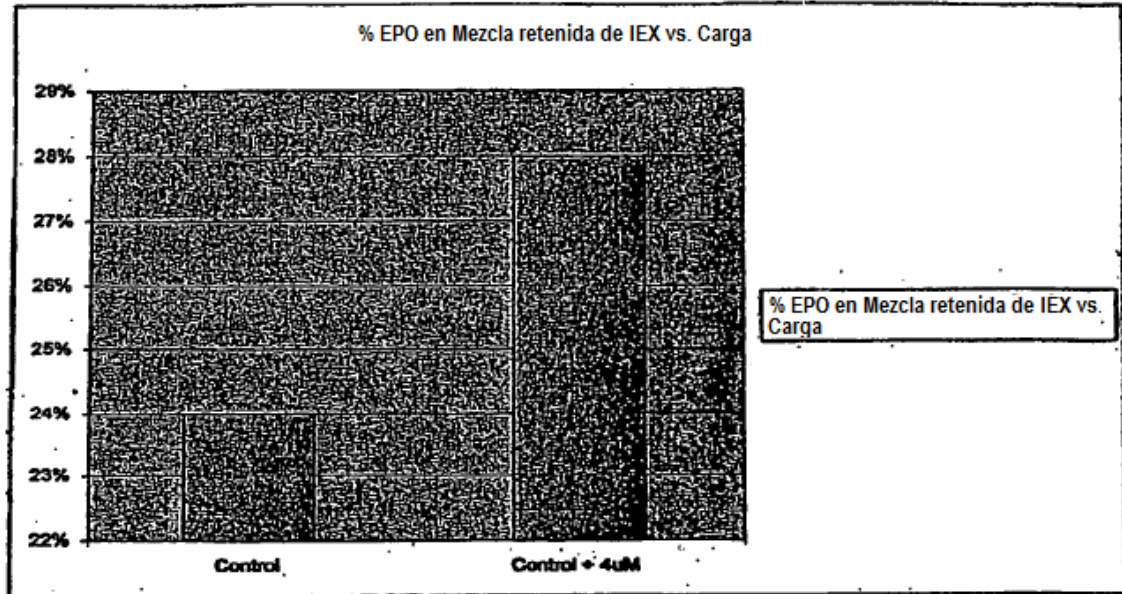 % EPO en Mezcla retenida de IEX vs. Carga
29%
28%
27%
26%
25%
24%
23%
22%
Control
Control + 4uM
% EPO en Mezcla retenida de IEX vs.
Carga